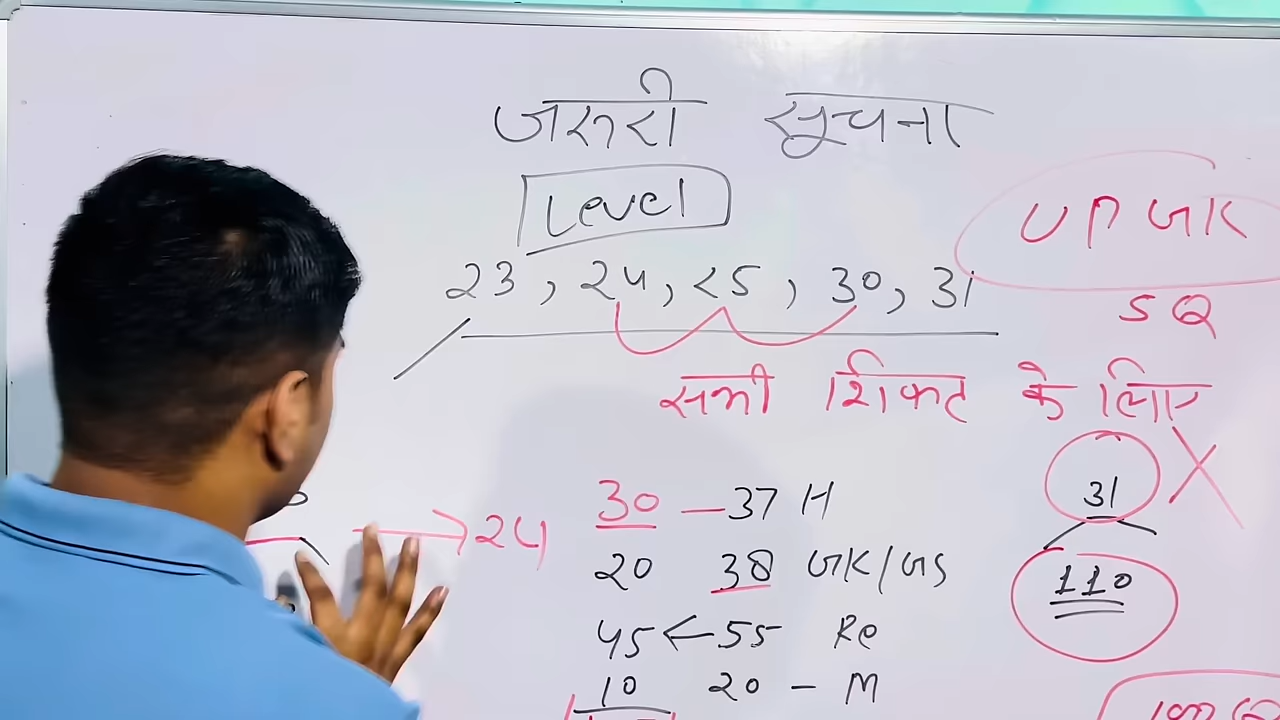 जरुरी सूचना
Level
UP GK
23, 24, 25, 30, 31
SQ
सभी शिफ्ट के लिए
31 X
30 — 37 H
→ 24
20 38 GK/GS
110
45 ← 55 Re
10 20 - M